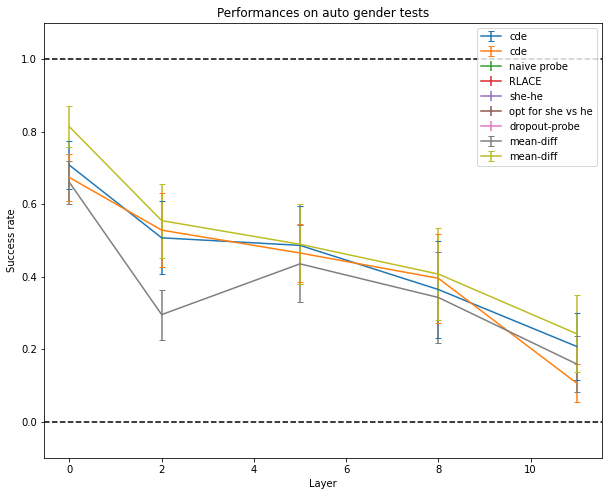 Performances on auto gender tests
cde
cde
naive probe
RLACE
she-he
opt for she vs he
dropout-probe
mean-diff
mean-diff
Success rate
1.0
0.8
0.6
0.4
0.2
0.0
0 2 4 6 8 10
Layer